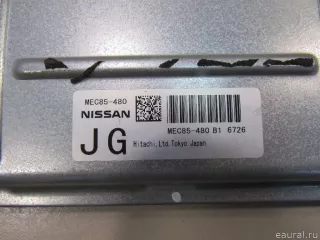 MEC85-480
NISSAN
MEC85-480 B1 6726
JG
Hitachi,Ltd.Tokyo Japan
© eaural.ru